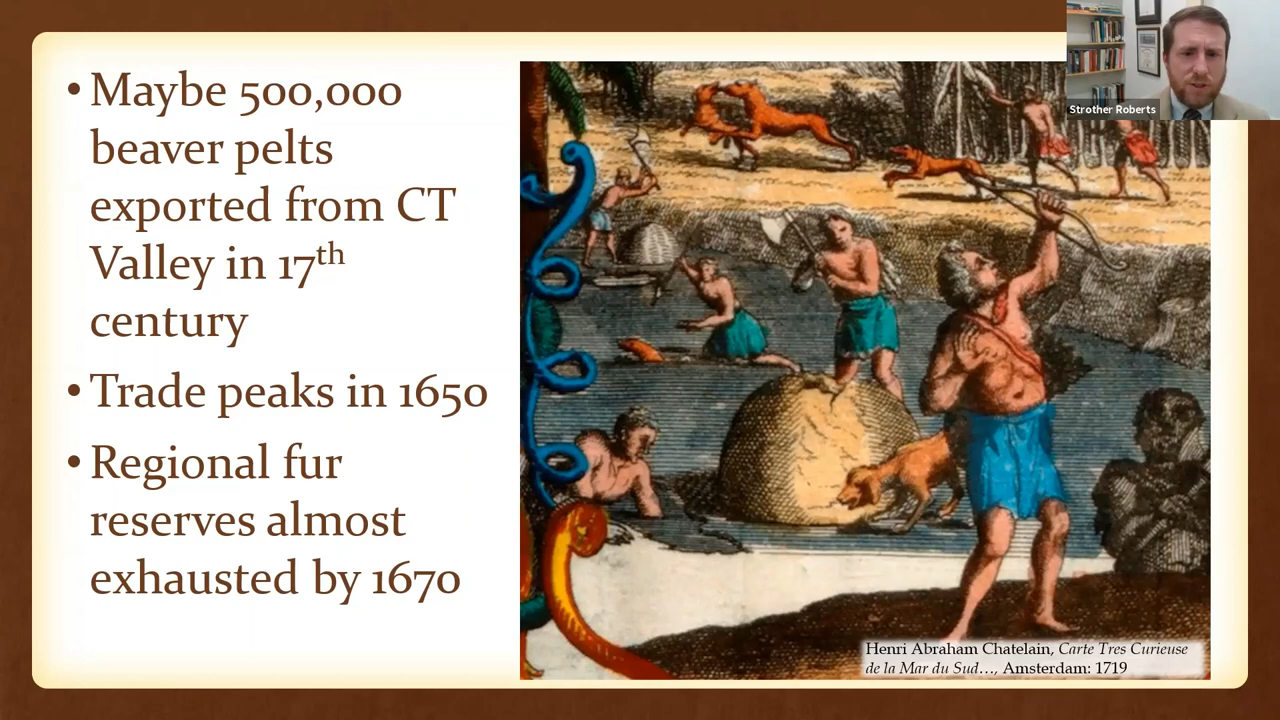 • Maybe 500,000
beaver pelts
exported from CT
Valley in 17th
century
• Trade peaks in 1650
• Regional fur
reserves almost
exhausted by 1670
Strother Roberts
Henri Abraham Chatelain, Carte Tres Curieuse
de la Mar du Sud…, Amsterdam: 1719